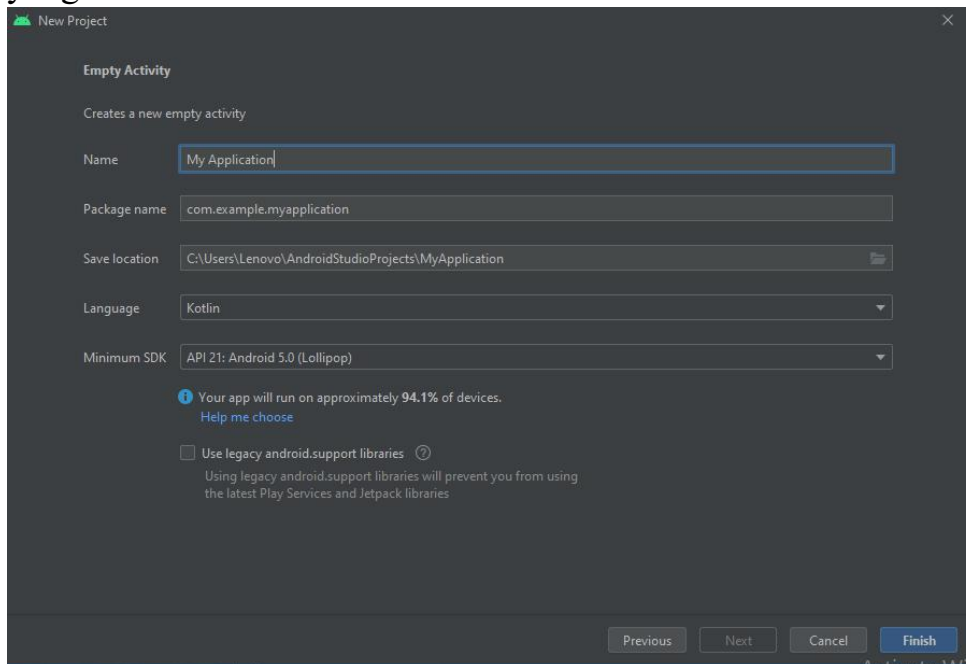 New Project
Empty Activity
Creates a new empty activity
Name My Application
Package name com.example.myapplication
Save location C:\Users\Lenovo\AndroidStudioProjects\MyApplication
Language Kotlin
Minimum SDK API 21: Android 5.0 (Lollipop)
Your app will run on approximately 94.1% of devices.
Help me choose
Use legacy android.support libraries ?
Using legacy android.support libraries will prevent you from using
the latest Play Services and Jetpack libraries
Previous Next Cancel Finish